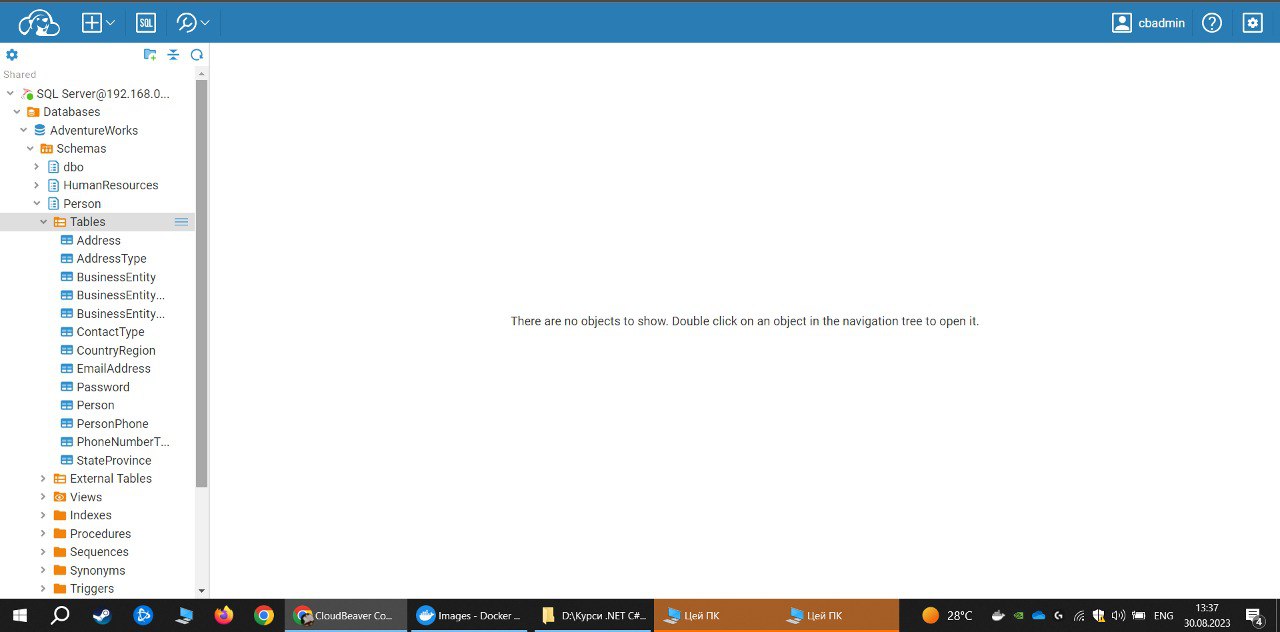 SQL
cbadmin
Shared
SQL Server@192.168.0...
Databases
AdventureWorks
Schemas
dbo
HumanResources
Person
Tables
Address
AddressType
BusinessEntity
BusinessEntity...
BusinessEntity...
ContactType
CountryRegion
EmailAddress
Password
Person
PersonPhone
PhoneNumberT...
StateProvince
External Tables
Views
Indexes
Procedures
Sequences
Synonyms
Triggers
There are no objects to show. Double click on an object in the navigation tree to open it.
CloudBeaver Co...
Images - Docker ...
D:\Курси .NET C#...
Цей ПК
Цей ПК
28°C
ENG
13:37
30.08.2023
4